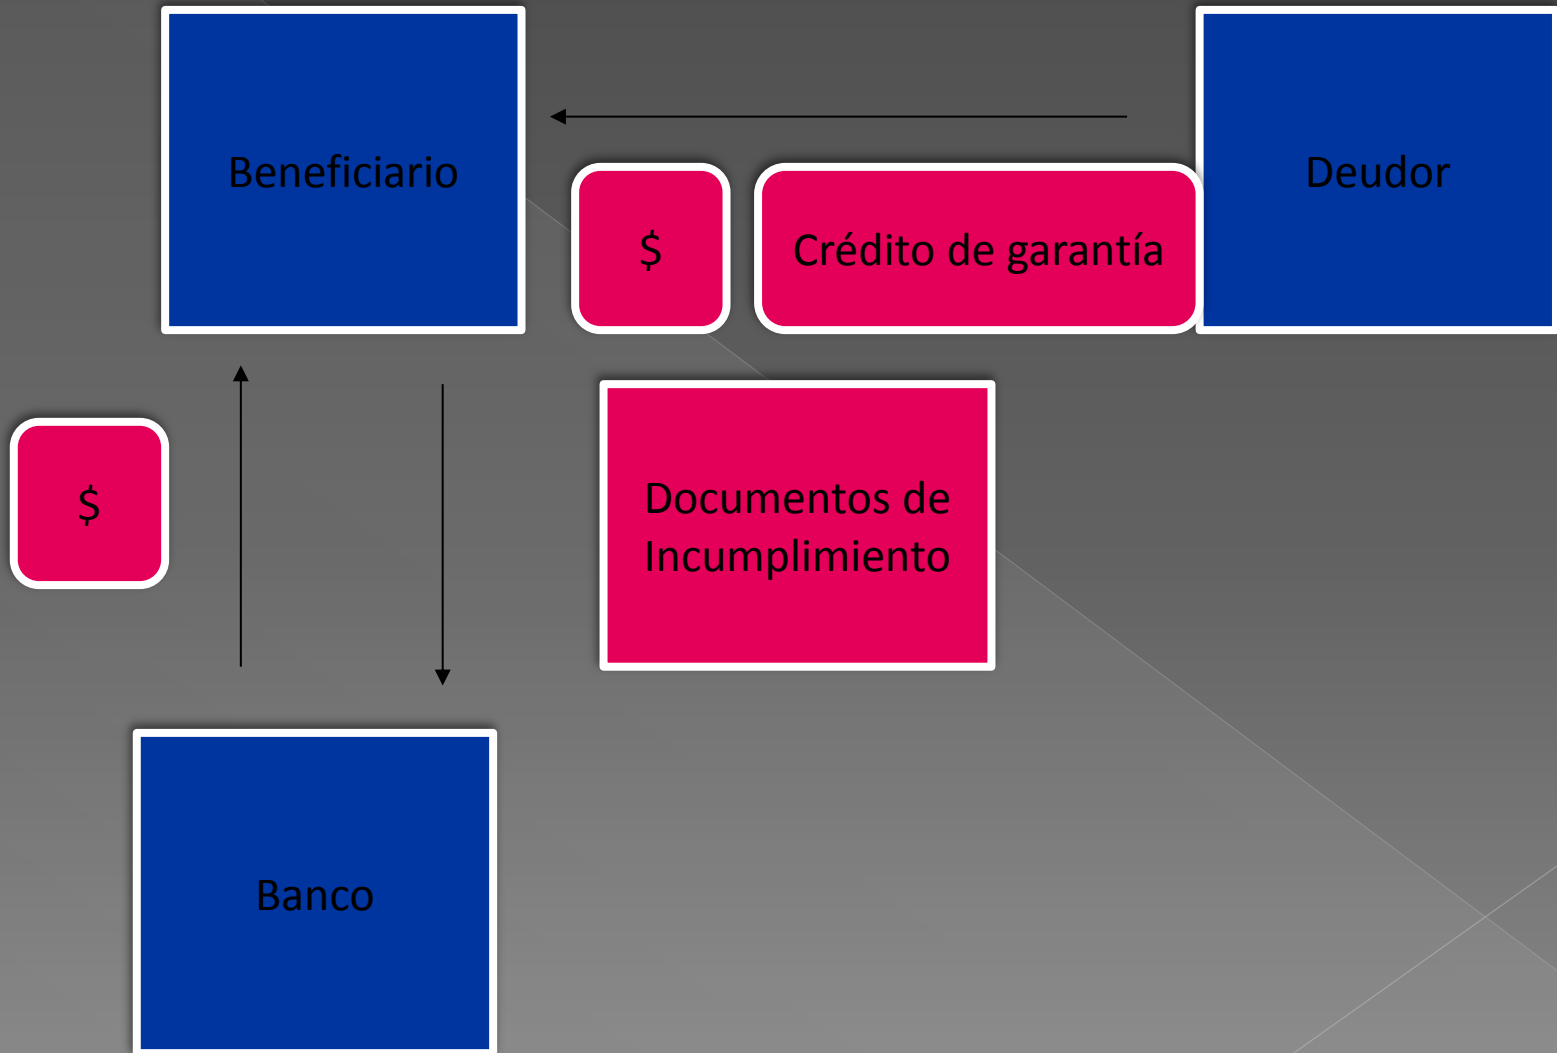 Beneficiario
Deudor
$
Crédito de garantía
$
Documentos de
Incumplimiento
Banco